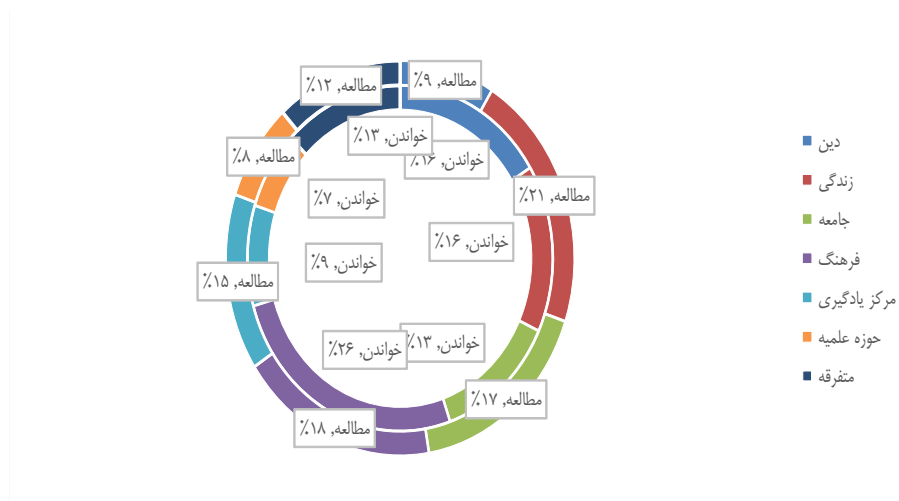 مطالعه, ۹٪
مطالعه, ۱۲٪
خواندن, ۱۳٪
خواندن, ۱۶٪
مطالعه, ۸٪
خواندن, ۷٪
مطالعه, ۲۱٪
خواندن, ۱۶٪
خواندن, ۹٪
مطالعه, ۱۵٪
خواندن, ۱۳٪
خواندن, ۲۶٪
مطالعه, ۱۷٪
مطالعه, ۱۸٪
دین
زندگی
جامعه
فرهنگ
مرکز یادگیری
حوزه علمیه
متفرقه